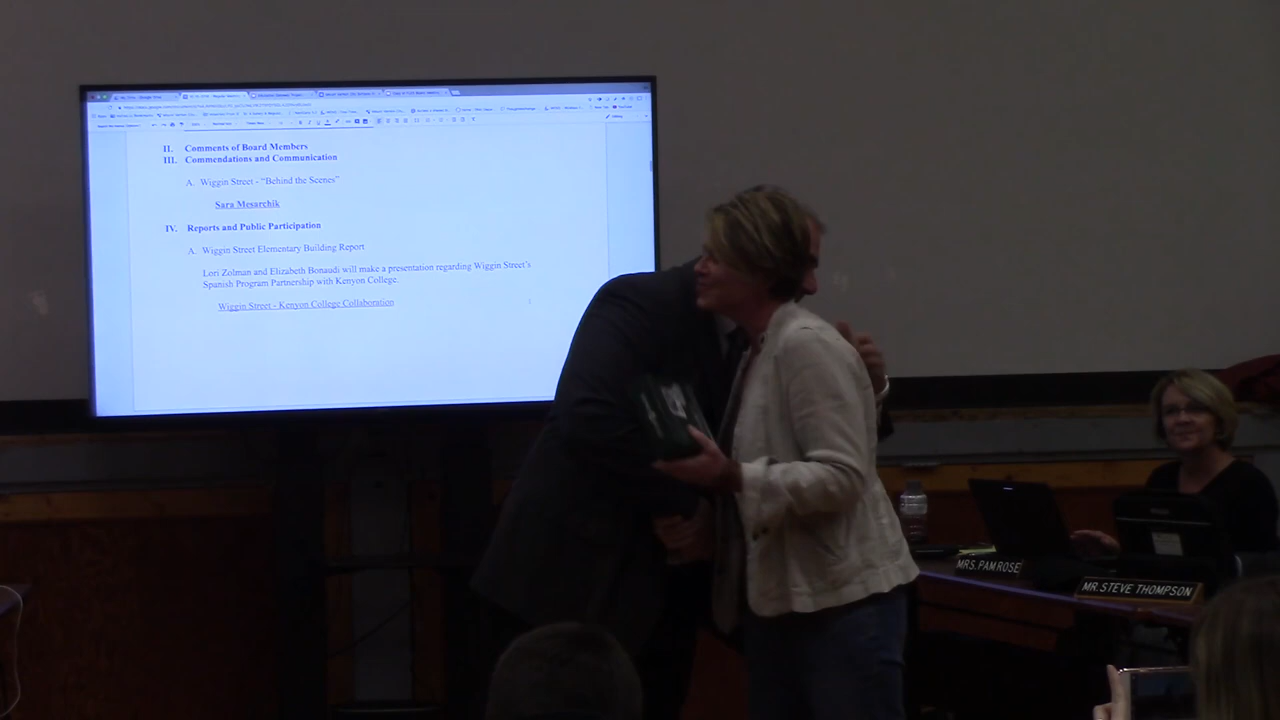 II. Comments of Board Members
III. Commendations and Communication
A. Wiggin Street - “Behind the Scenes”
Sara Mesarchik
IV. Reports and Public Participation
A. Wiggin Street Elementary Building Report
Lori Zolman and Elizabeth Bonaudi will make a presentation regarding Wiggin Street's
Spanish Program Partnership with Kenyon College.
Wiggin Street - Kenyon College Collaboration
MRS. PAM ROSE
MR. STEVE THOMPSON